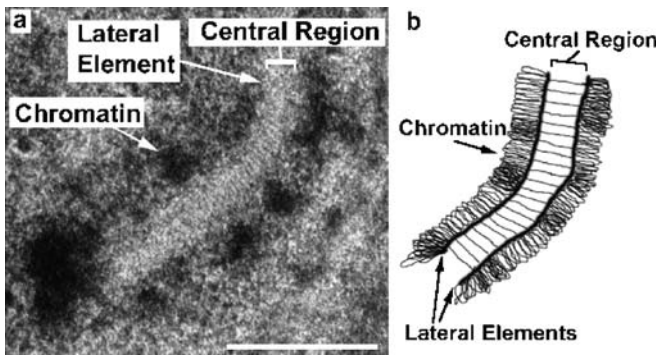 a
Lateral
Element
Central Region
Chromatin
b
Central Region
Chromatin
Lateral Elements